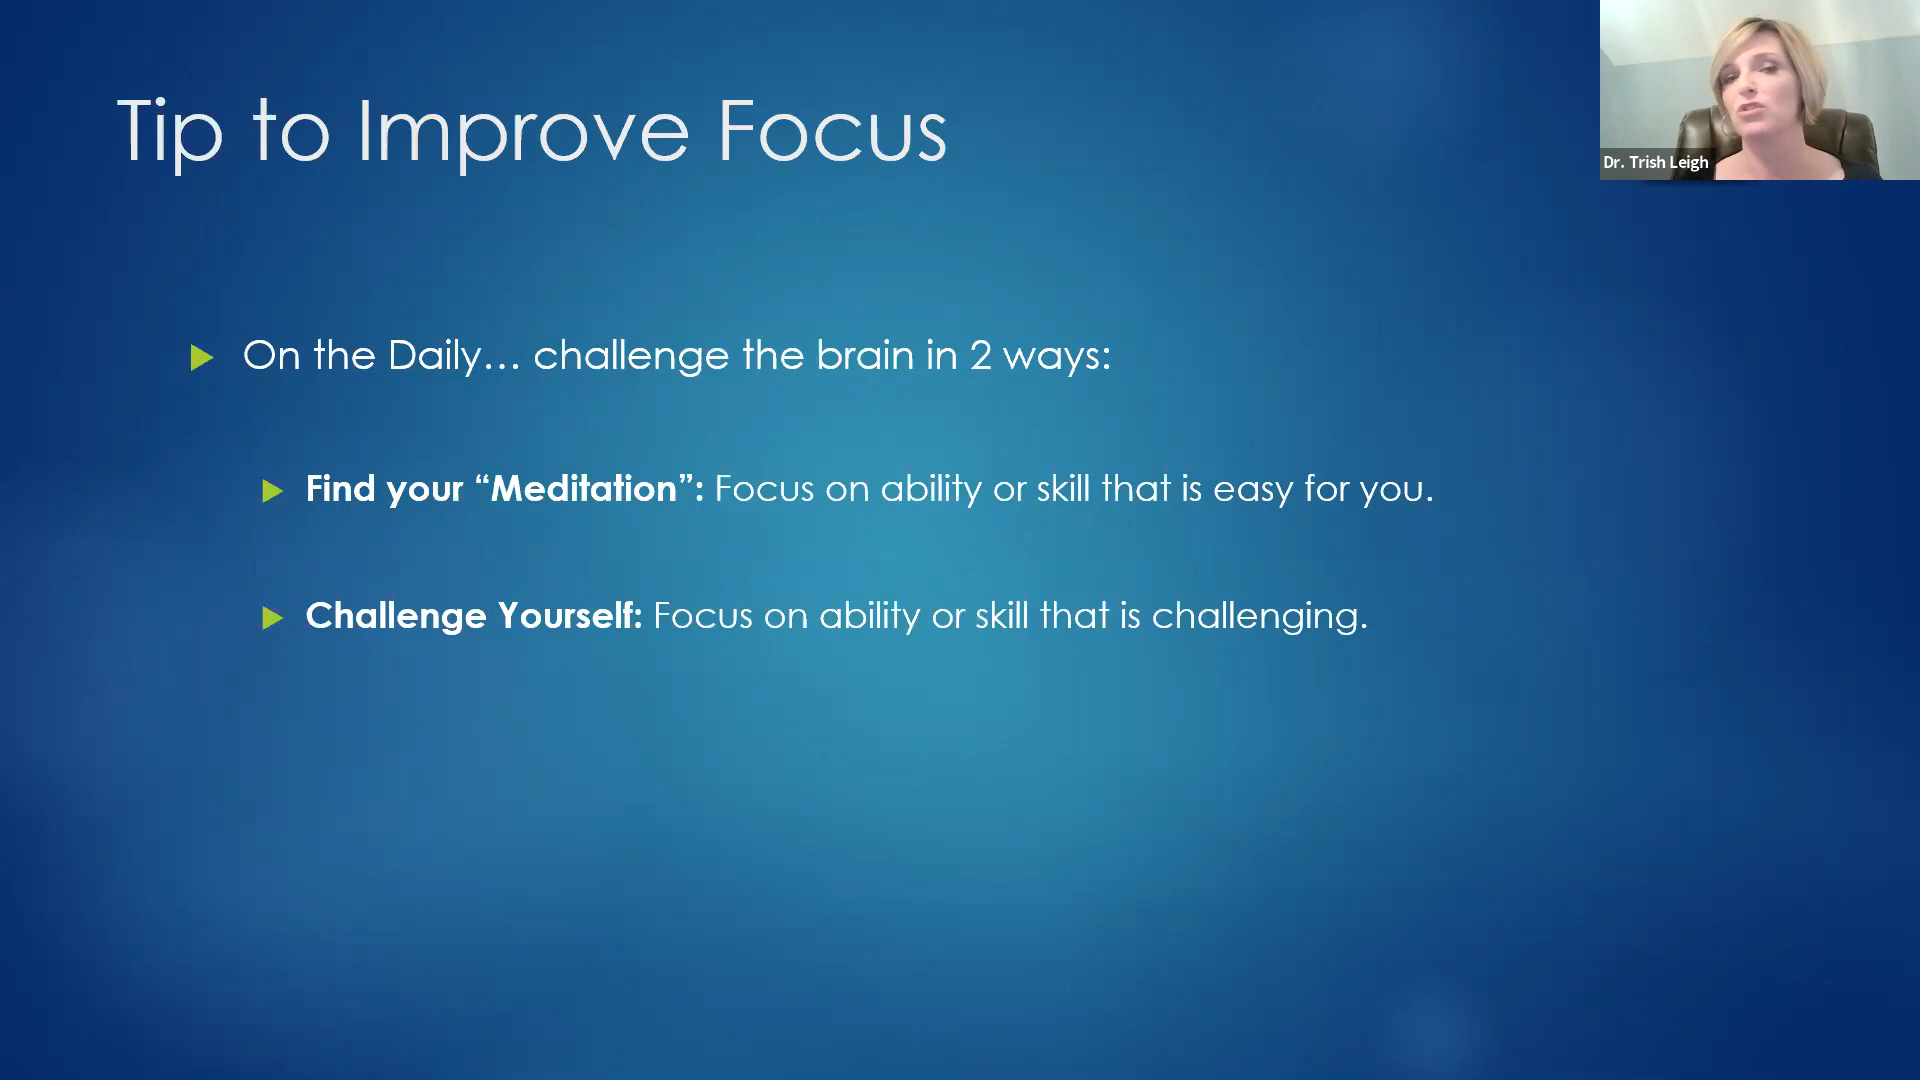 Tip to Improve Focus
Dr. Trish Leigh
On the Daily… challenge the brain in 2 ways:
Find your “Meditation”: Focus on ability or skill that is easy for you.
Challenge Yourself: Focus on ability or skill that is challenging.